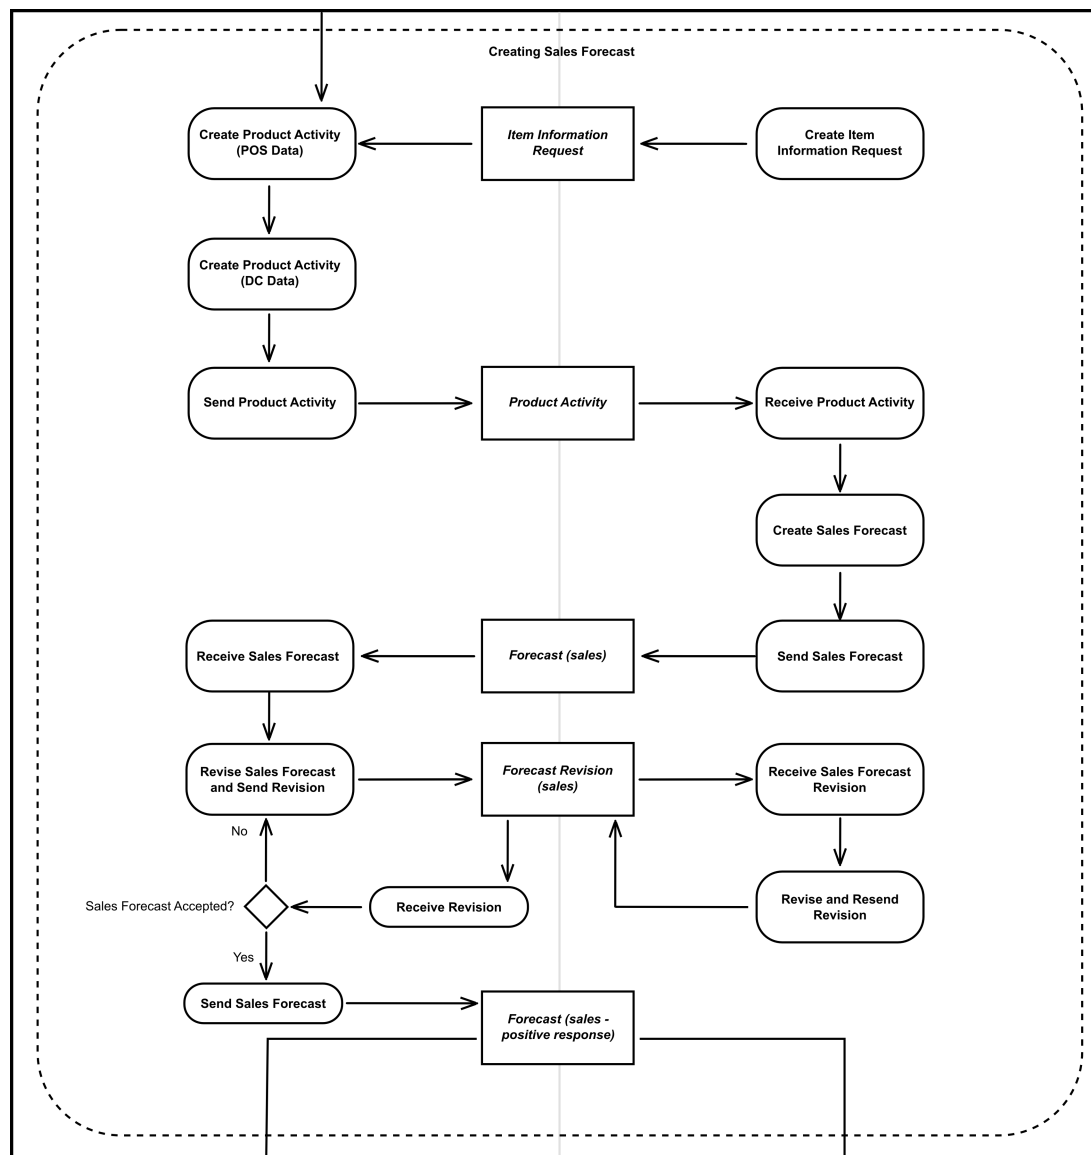 Creating Sales Forecast
Create Product Activity
(POS Data)
Item Information
Request
Create Item
Information Request
Create Product Activity
(DC Data)
Send Product Activity
Product Activity
Receive Product Activity
Create Sales Forecast
Receive Sales Forecast
Forecast (sales)
Send Sales Forecast
Revise Sales Forecast
and Send Revision
Forecast Revision
(sales)
Receive Sales Forecast
Revision
No
Sales Forecast Accepted?
Receive Revision
Revise and Resend
Revision
Yes
Send Sales Forecast
Forecast (sales -
positive response)